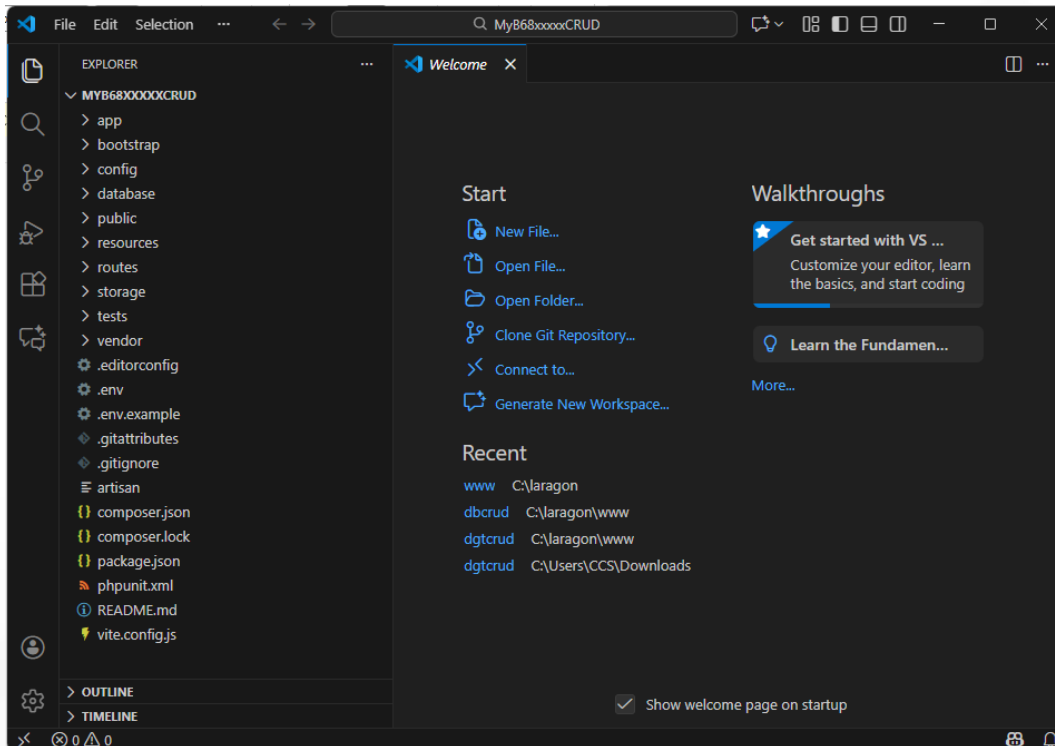 File Edit Selection ··· MyB68xxxxxCRUD
EXPLORER ···
MYB68XXXXXCRUD
app
bootstrap
config
database
public
resources
routes
storage
tests
vendor
.editorconfig
.env
.env.example
.gitattributes
.gitignore
artisan
composer.json
composer.lock
package.json
phpunit.xml
README.md
vite.config.js
OUTLINE
TIMELINE
Welcome
Start
New File...
Open File...
Open Folder...
Clone Git Repository...
Connect to...
Generate New Workspace...
Recent
www C:\laragon
dbcrud C:\laragon\www
dgtcrud C:\laragon\www
dgtcrud C:\Users\CCS\Downloads
Walkthroughs
Get started with VS ...
Customize your editor, learn
the basics, and start coding
Learn the Fundamen...
More...
Show welcome page on startup
0 0